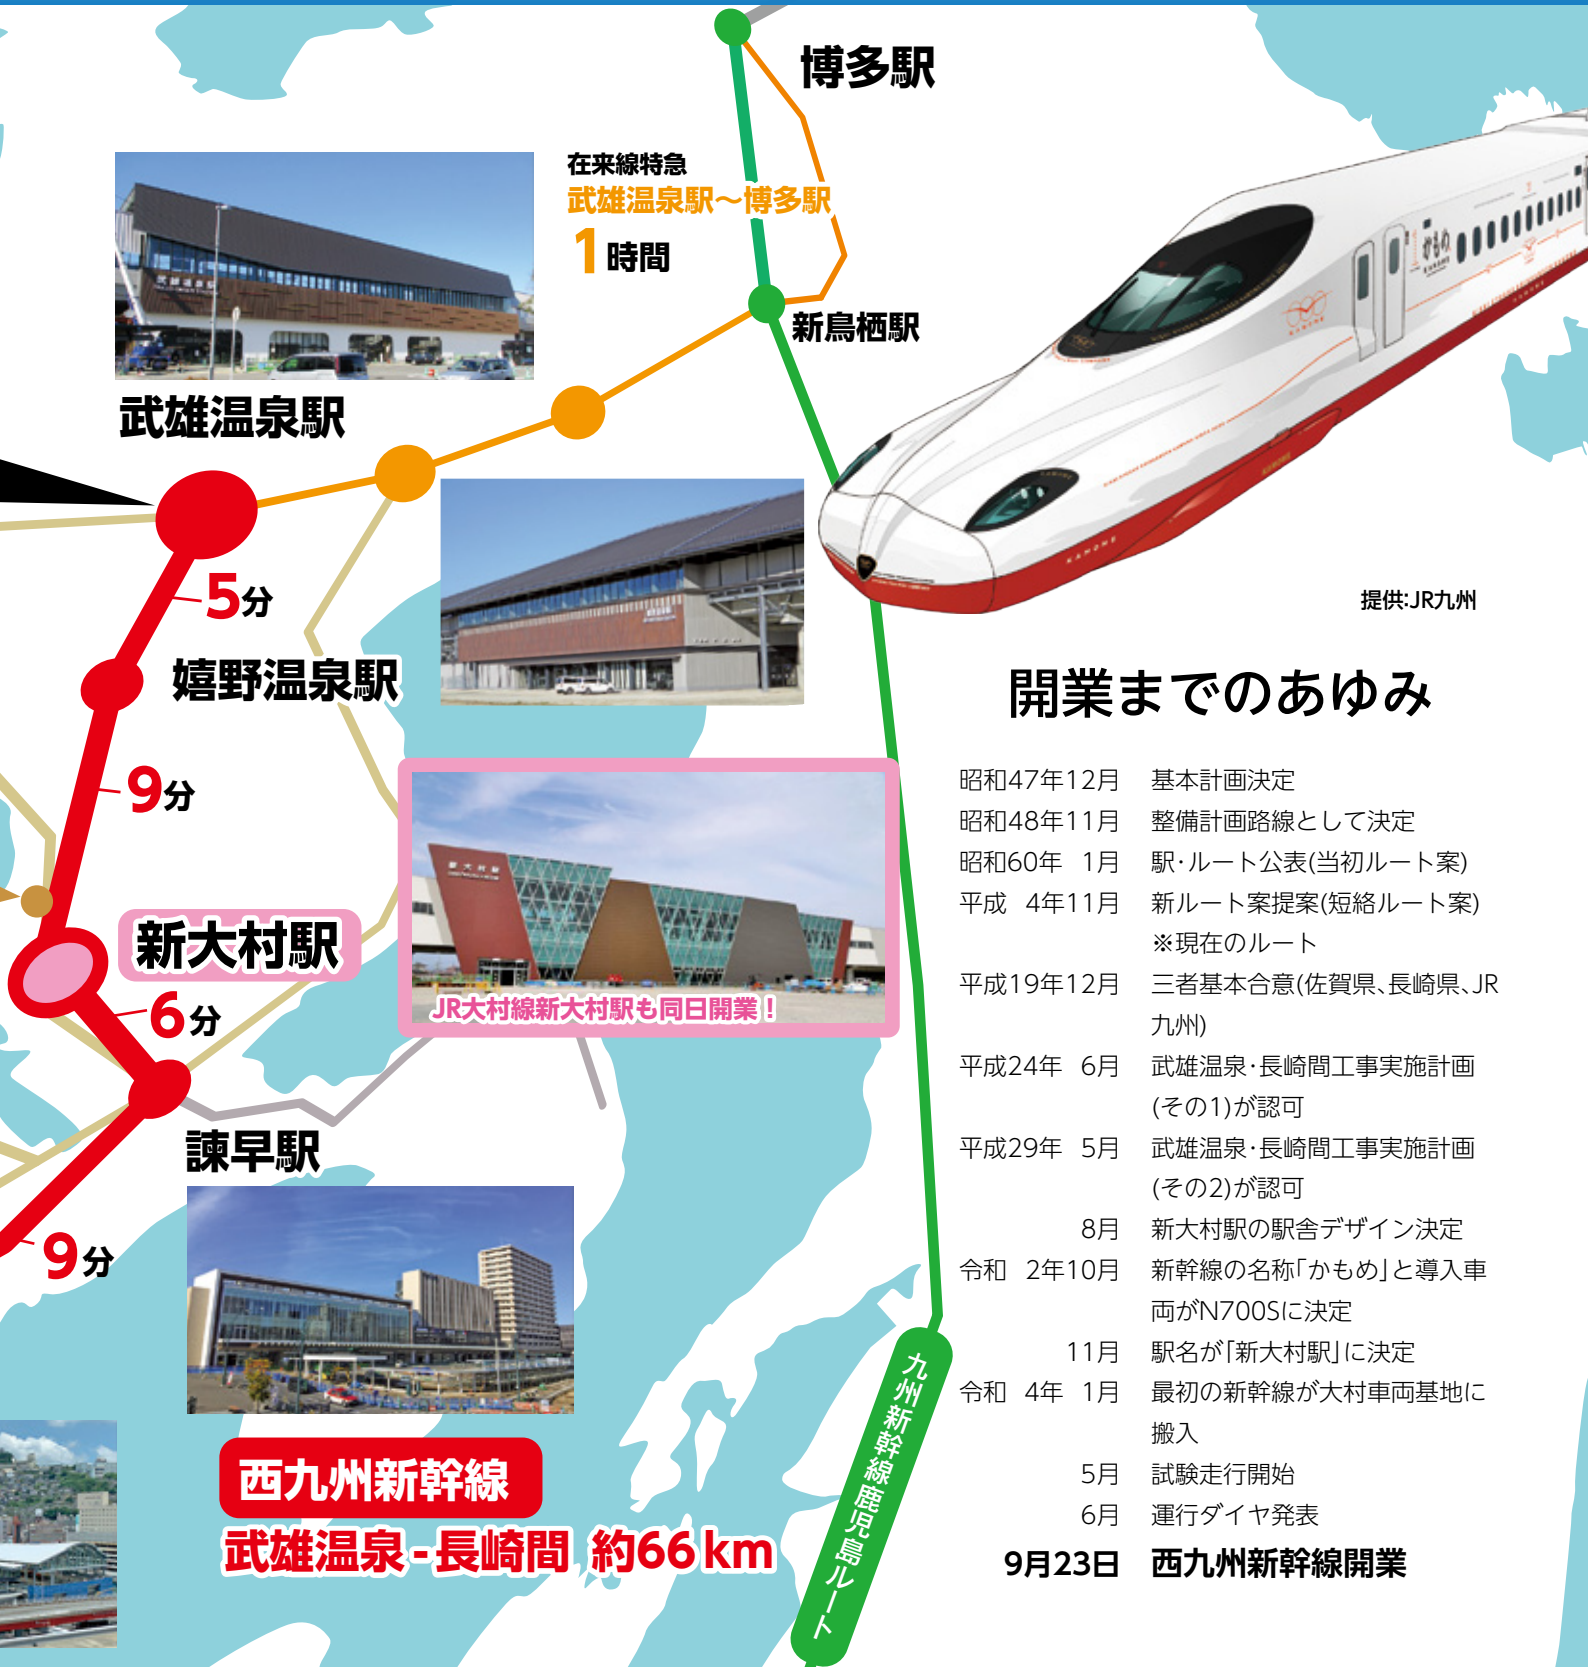 博多駅
在来線特急
武雄温泉駅～博多駅
1時間
新鳥栖駅
武雄温泉駅
武雄温泉駅
5分
嬉野温泉駅
9分
新大村駅
新大村駅
JR大村線新大村駅も同日開業！
6分
諫早駅
9分
西九州新幹線
武雄温泉-長崎間 約66km
九州新幹線鹿児島ルート
かもめ
KAMOME
KAMOME
KAMOME
提供:JR九州
開業までのあゆみ
昭和47年12月 基本計画決定
昭和48年11月 整備計画路線として決定
昭和60年 1月 駅・ルート公表(当初ルート案)
平成 4年11月 新ルート案提案(短絡ルート案)
※現在のルート
平成19年12月 三者基本合意(佐賀県、長崎県、JR
九州)
平成24年 6月 武雄温泉・長崎間工事実施計画
(その1)が認可
平成29年 5月 武雄温泉・長崎間工事実施計画
(その2)が認可
8月 新大村駅の駅舎デザイン決定
令和 2年10月 新幹線の名称「かもめ」と導入車
両がN700Sに決定
11月 駅名が「新大村駅」に決定
令和 4年 1月 最初の新幹線が大村車両基地に
搬入
5月 試験走行開始
6月 運行ダイヤ発表
9月23日 西九州新幹線開業